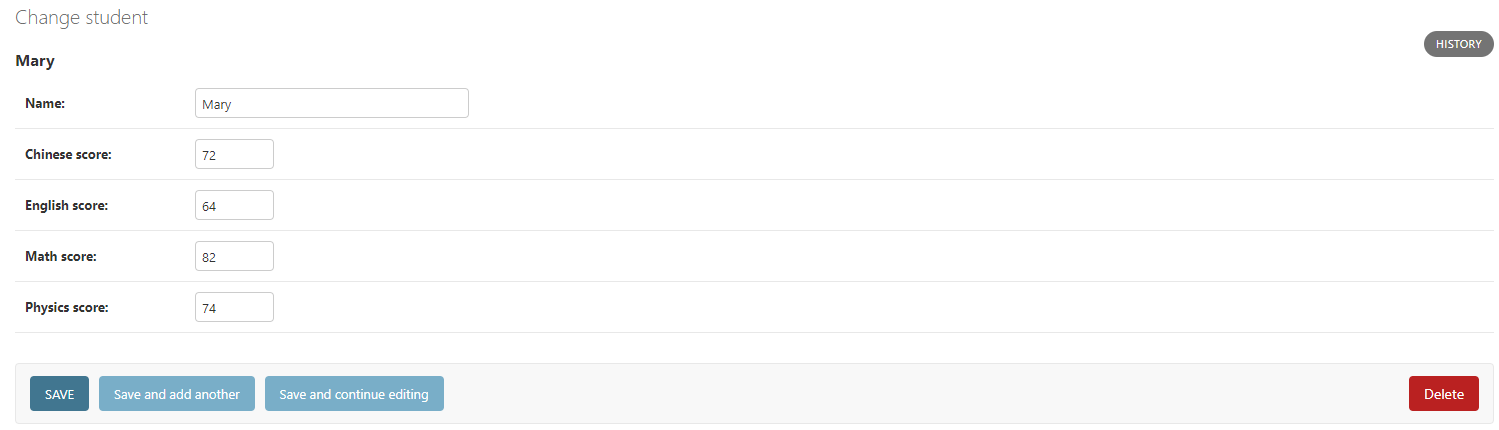 Change student
HISTORY
Mary
Name: Mary
Chinese score: 72
English score: 64
Math score: 82
Physics score: 74
SAVE Save and add another Save and continue editing Delete